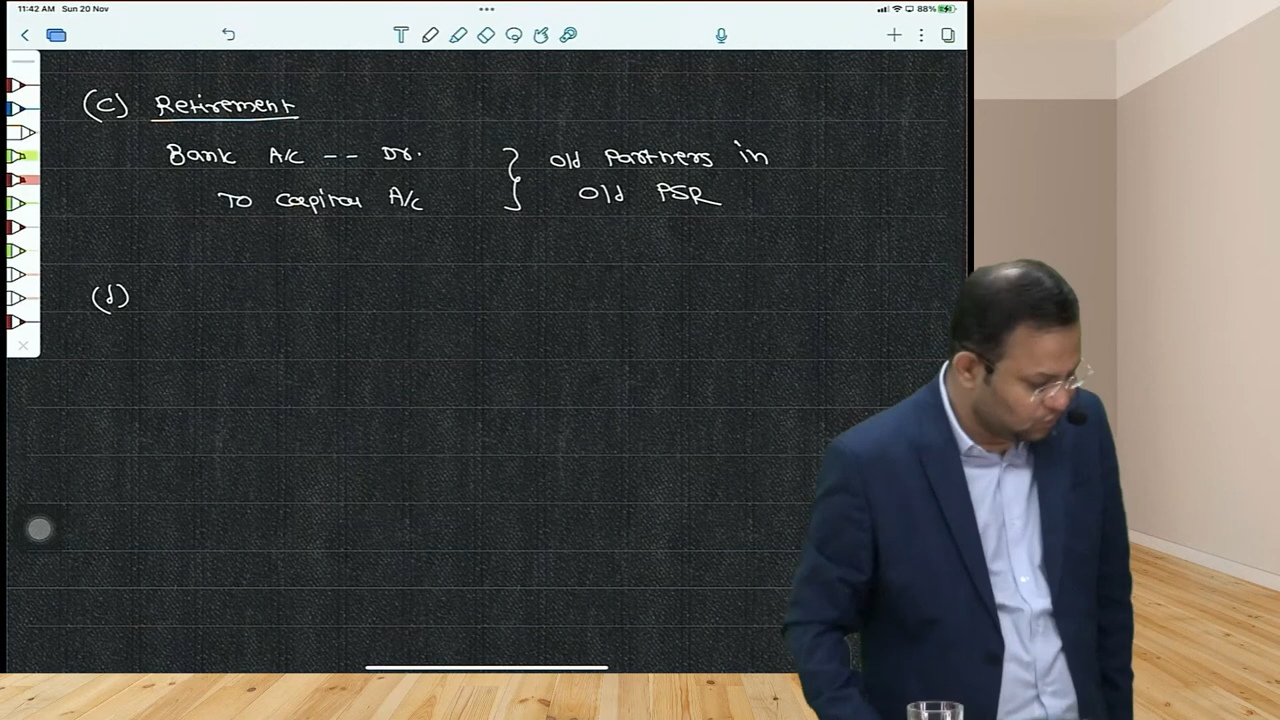 11:42 AM Sun 20 Nov
88%
T
(c) Retirement
Bank A/c -- Dr. } Old Partners in
To Capital A/c } Old PSR
(d)